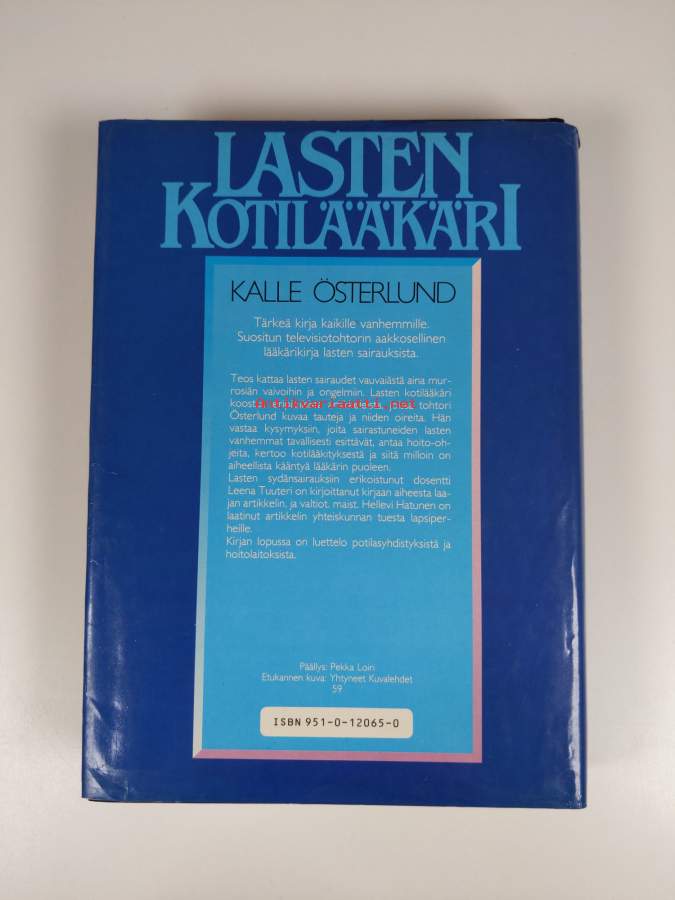 LASTEN
KOTILÄÄKÄRI
KALLE ÖSTERLUND
Tärkeä kirja kaikille vanhemmille.
Suositun televisiotohtorin aakkosellinen
lääkärikirja lasten sairauksista.
Teos kattaa lasten sairaudet vauvaiästä aina mur-
rosiän vaivoihin ja ongelmiin. Lasten kotilääkäri
Antikvariaatti.net
tohtori
Österlund kuvaa tauteja ja niiden oireita. Hän
vastaa kysymyksiin, joita sairastuneiden lasten
vanhemmat tavallisesti esittävät, antaa hoito-oh-
jeita, kertoo kotilääkityksestä ja siitä milloin on
aiheellista kääntyä lääkärin puoleen.
Lasten sydänsairauksiin erikoistunut dosentti
Leena Tuuteri on kirjoittanut kirjaan aiheesta laa-
jan artikkelin, ja valtiot. maist. Hellevi Hatunen on
laatinut artikkelin yhteiskunnan tuesta lapsiper-
heille.
Kirjan lopussa on luettelo potilasyhdistyksistä ja
hoitolaitoksista.
Päällys: Pekka Loiri
Etukannen kuva: Yhtyneet Kuvalehdet
59
ISBN 951-0-12065-0